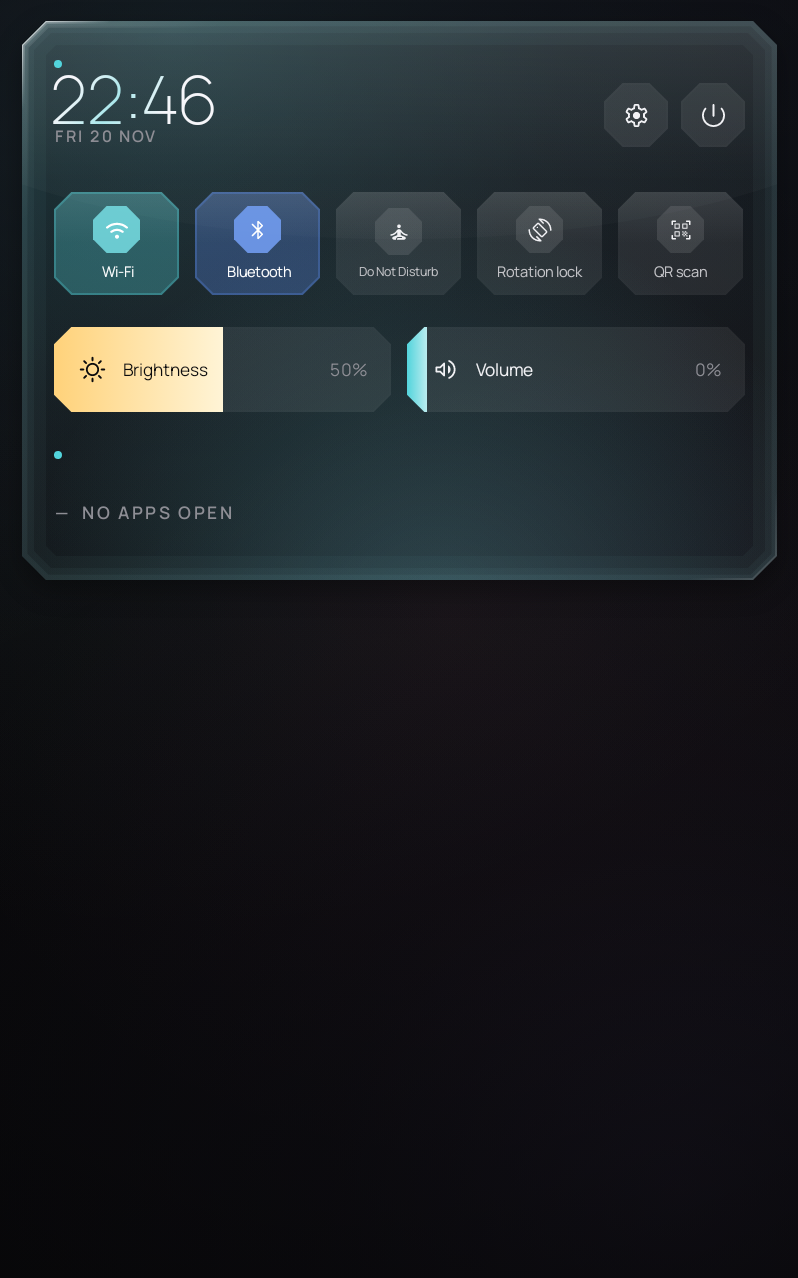 22:46
FRI 20 NOV
Wi-Fi
Bluetooth
Do Not Disturb
Rotation lock
QR scan
Brightness
50%
Volume
0%
— NO APPS OPEN